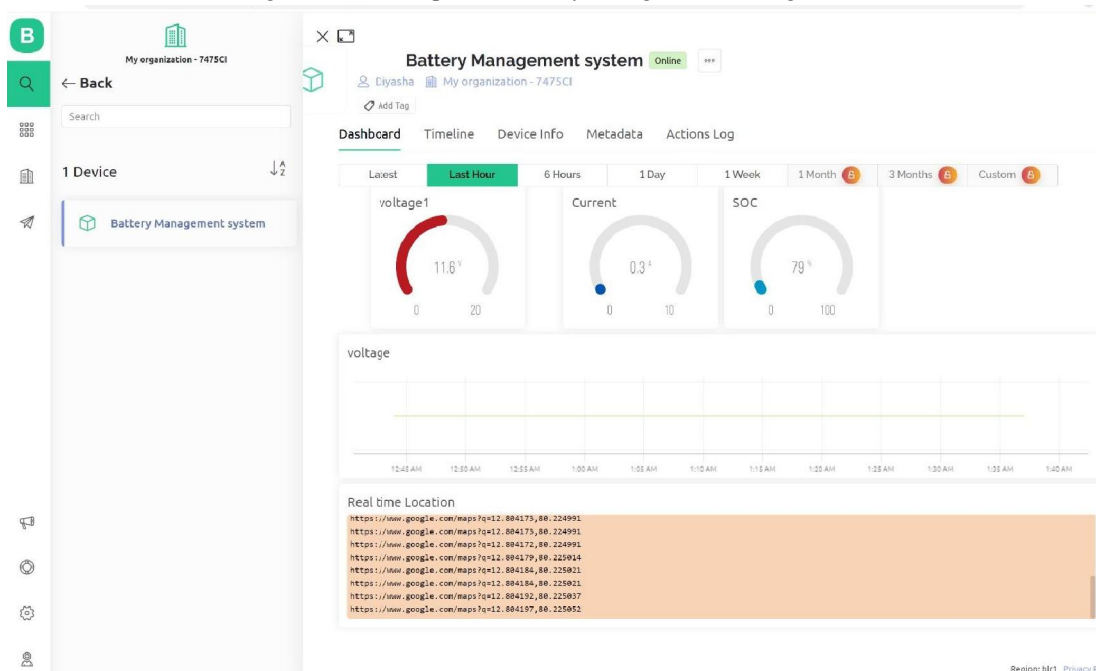 B
My organization - 7475CI
← Back
Search
1 Device
Battery Management system
Battery Management system Online ...
Diyasha My organization - 7475CI
Add Tag
Dashboard Timeline Device Info Metadata Actions Log
Latest Last Hour 6 Hours 1 Day 1 Week 1 Month 3 Months Custom
voltage1 Current SOC
11.6 0.3 79
0 20 0 10 0 100
voltage
12:45 AM 12:50 AM 12:55 AM 1:00 AM 1:05 AM 1:10 AM 1:15 AM 1:20 AM 1:25 AM 1:30 AM 1:35 AM 1:40 AM
Real time Location
https://www.google.com/maps?q=12.804173,80.224991
https://www.google.com/maps?q=12.804173,80.224991
https://www.google.com/maps?q=12.804172,80.224991
https://www.google.com/maps?q=12.804179,80.225014
https://www.google.com/maps?q=12.804184,80.225021
https://www.google.com/maps?q=12.804184,80.225021
https://www.google.com/maps?q=12.804192,80.225037
https://www.google.com/maps?q=12.804197,80.225052
Region: blr1 Privacy